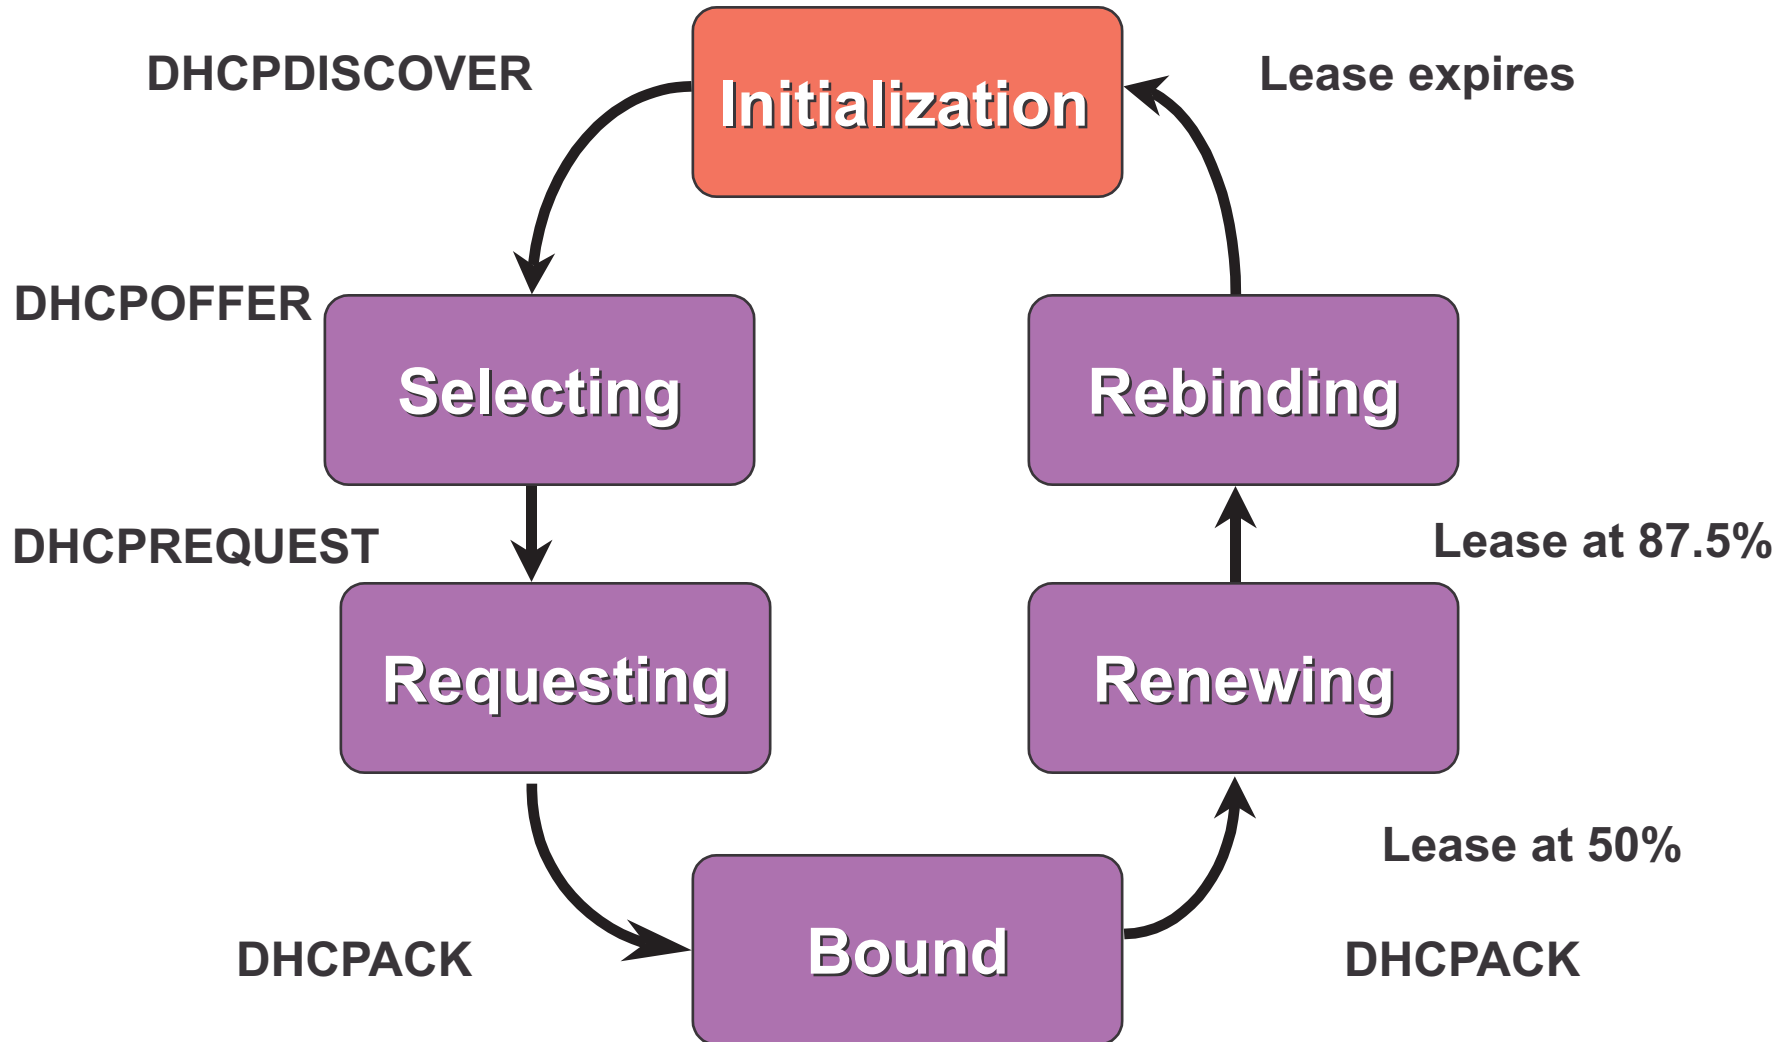 DHCPDISCOVER
Initialization
Lease expires
DHCPOFFER
Selecting
Rebinding
DHCPREQUEST
Lease at 87.5%
Requesting
Renewing
Lease at 50%
DHCPACK
Bound
DHCPACK